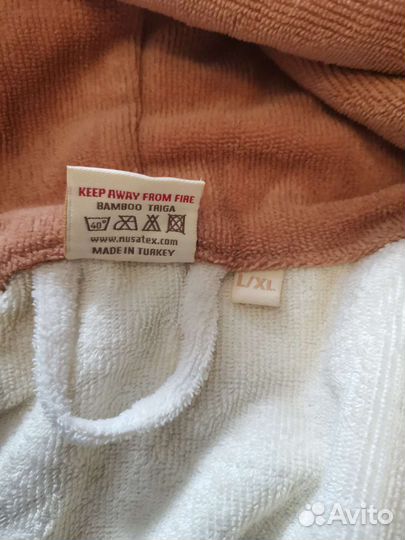 KEEP AWAY FROM FIRE
BAMBOO TRIGA
40°
www.nusatex.com
MADE IN TURKEY
L/XL
Avito